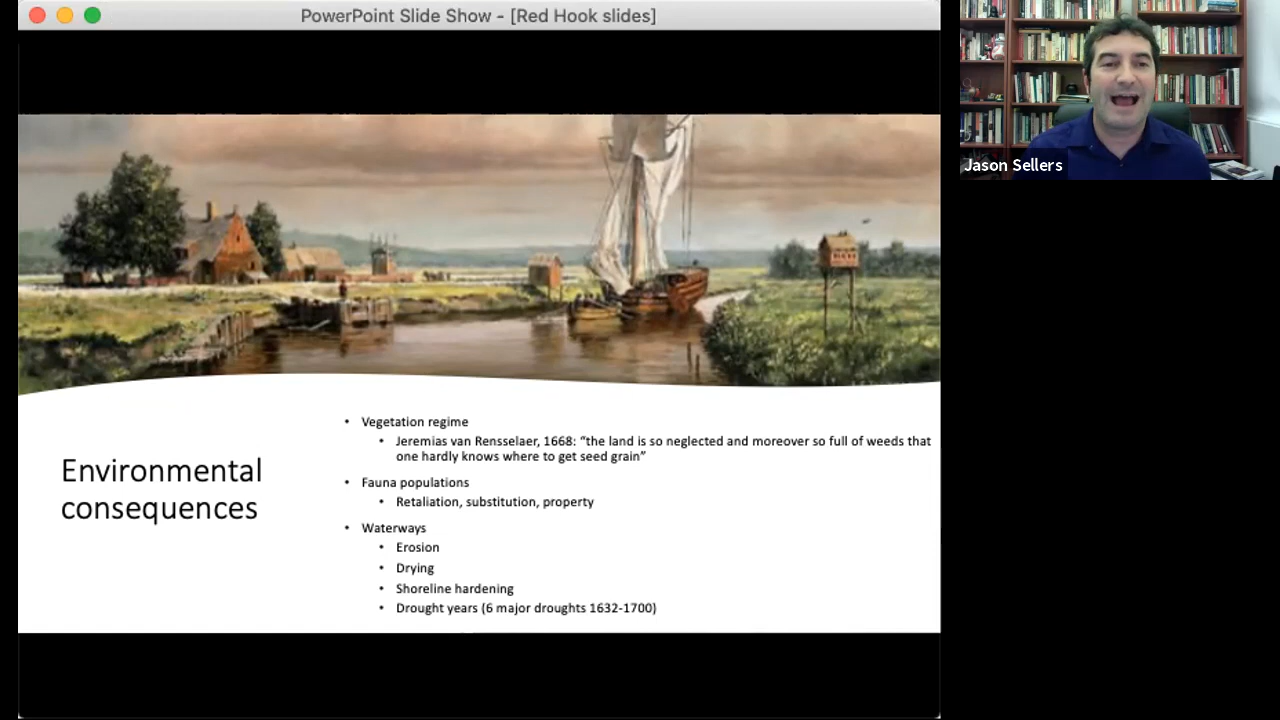 PowerPoint Slide Show - [Red Hook slides]
Jason Sellers
Environmental
consequences
• Vegetation regime
• Jeremias van Rensselaer, 1668: “the land is so neglected and moreover so full of weeds that
one hardly knows where to get seed grain”
• Fauna populations
• Retaliation, substitution, property
• Waterways
• Erosion
• Drying
• Shoreline hardening
• Drought years (6 major droughts 1632-1700)